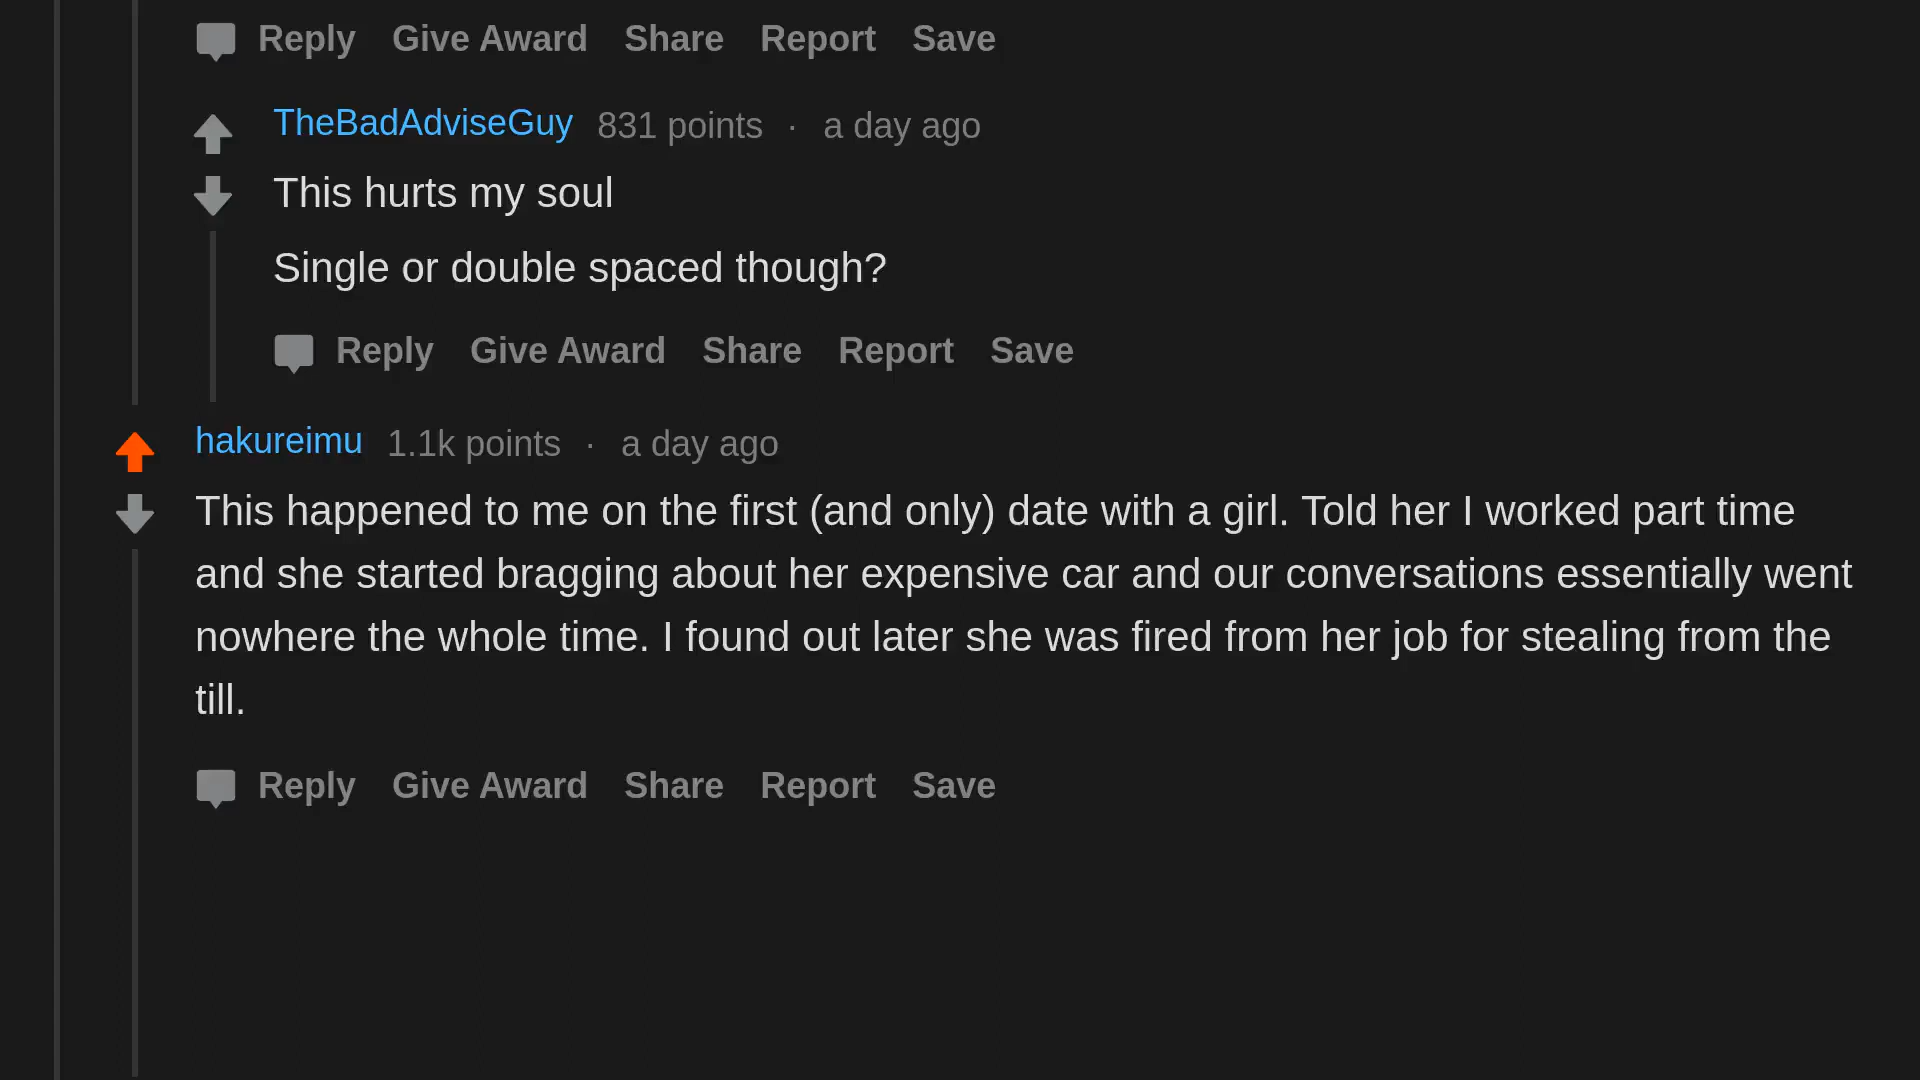 Reply Give Award Share Report Save
TheBadAdviseGuy 831 points · a day ago
This hurts my soul
Single or double spaced though?
Reply Give Award Share Report Save
hakureimu 1.1k points · a day ago
This happened to me on the first (and only) date with a girl. Told her I worked part time
and she started bragging about her expensive car and our conversations essentially went
nowhere the whole time. I found out later she was fired from her job for stealing from the
till.
Reply Give Award Share Report Save